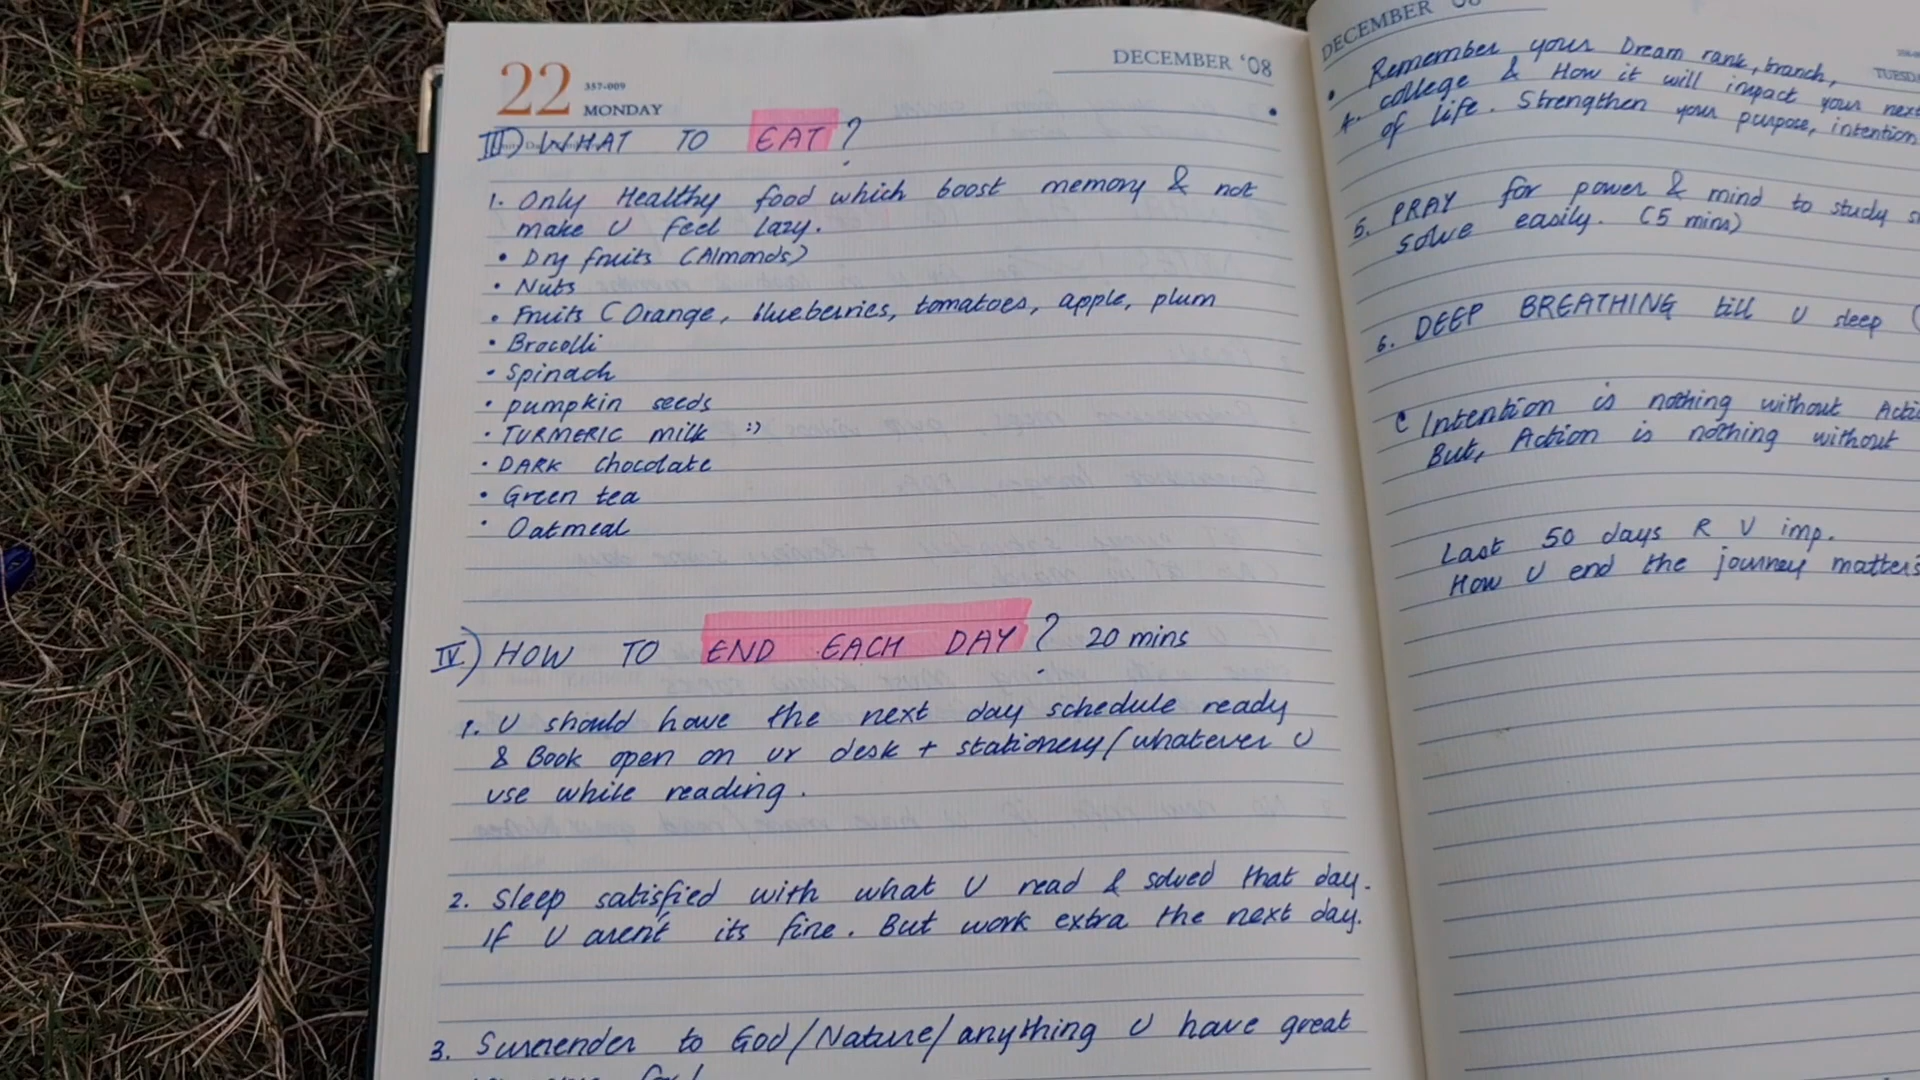 22
357-009
MONDAY
DECEMBER '08
III) WHAT TO EAT?
1. Only Healthy food which boost memory & not
make U feel lazy.
• Dry fruits (Almonds)
• Nuts
• Fruits (Orange, blueberries, tomatoes, apple, plum
• Brocolli
• Spinach
• pumpkin seeds
• TURMERIC milk :)
• DARK chocolate
• Green tea
• Oatmeal
IV) HOW TO END EACH DAY? 20 mins
1. U should have the next day schedule ready
& Book open on ur desk + stationery/whatever U
use while reading.
2. Sleep satisfied with what U read & solved that day.
If U aren't its fine. But work extra the next day.
3. Surrender to God/Nature/anything U have great
DECEMBER '08
TUESDA
• Remember your Dream rank, branch,
4. college & How it will impact your next
of life. Strengthen your purpose, intention
5. PRAY for power & mind to study
solve easily. (5 mins)
6. DEEP BREATHING till U sleep (
Intention is nothing without Actio
But, Action is nothing without
Last 50 days R V imp.
How U end the journey matters